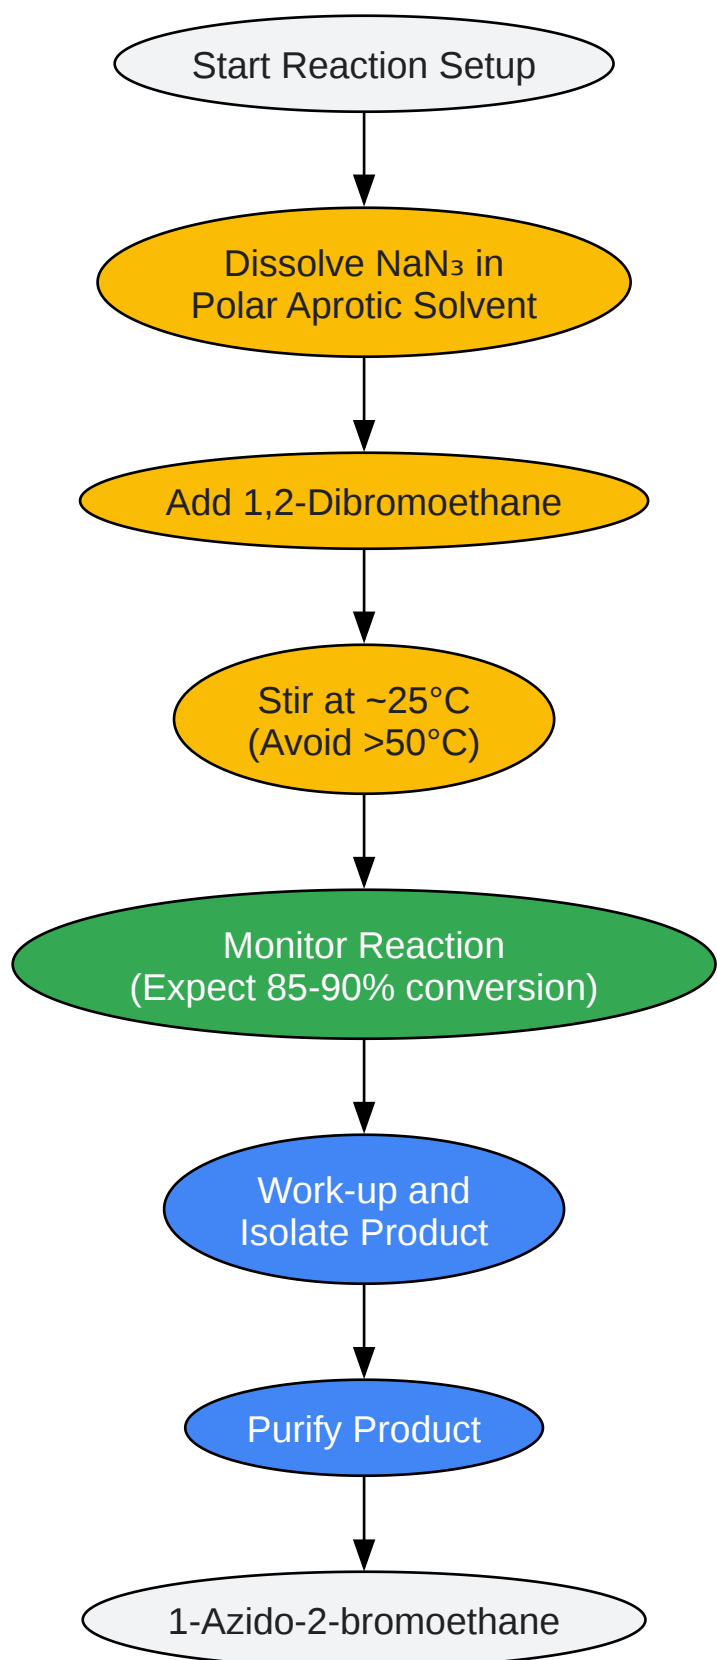 Start Reaction Setup
Dissolve NaN₃ in
Polar Aprotic Solvent
Add 1,2-Dibromoethane
Stir at ~25°C
(Avoid >50°C)
Monitor Reaction
(Expect 85-90% conversion)
Work-up and
Isolate Product
Purify Product
1-Azido-2-bromoethane